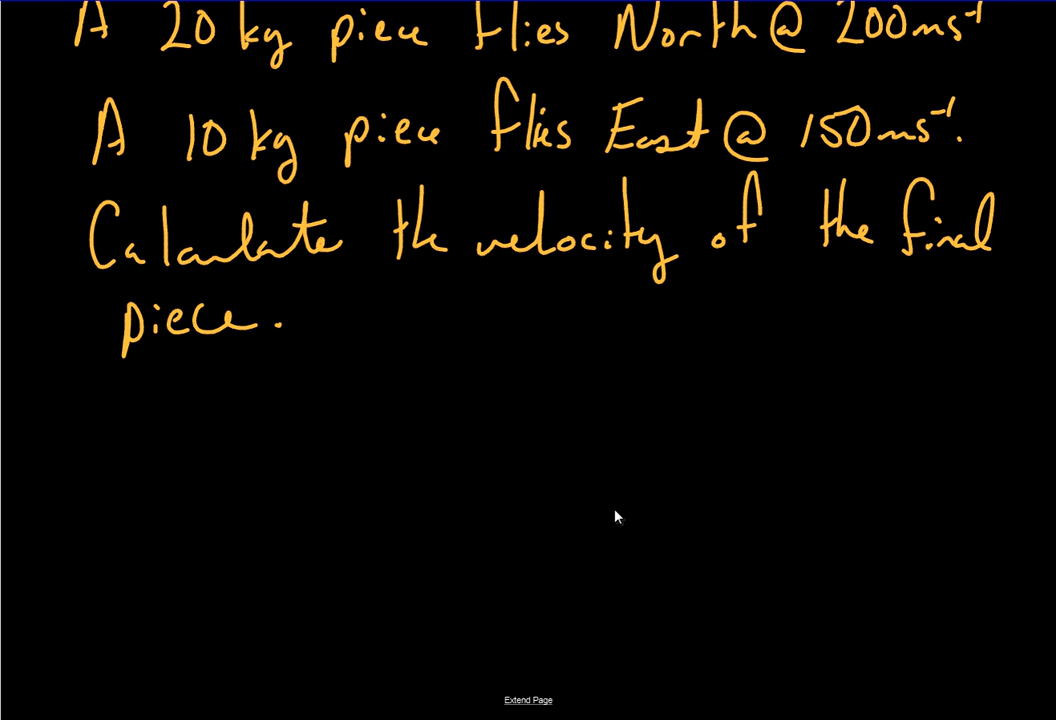 A 20 kg piece flies North @ 200ms⁻¹
A 10 kg piece flies East @ 150ms⁻¹.
Calculate the velocity of the final
piece.
Extend Page